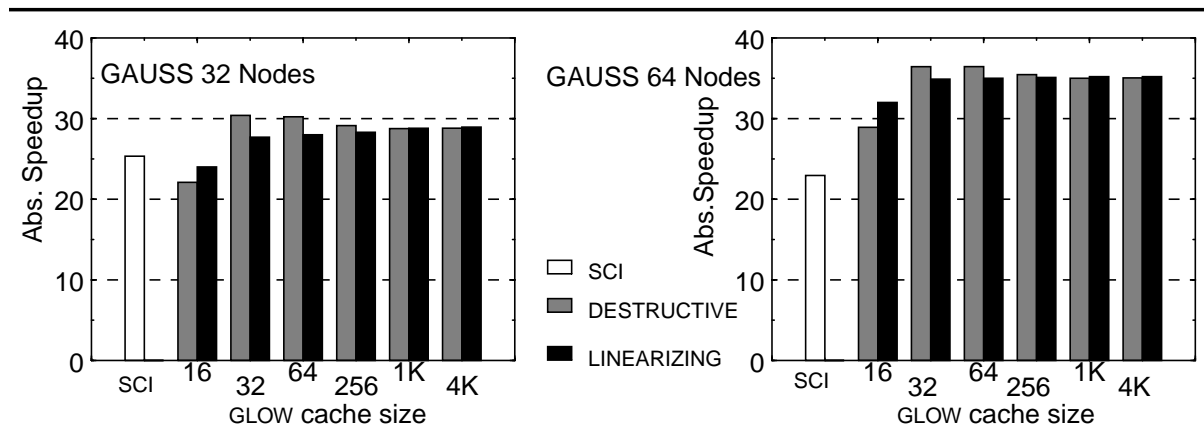 GAUSS 32 Nodes
Abs. Speedup
40
30
20
10
0
SCI
16
32
64
256
1K
4K
GLOW cache size
SCI
DESTRUCTIVE
LINEARIZING
GAUSS 64 Nodes
Abs.Speedup
40
30
20
10
0
SCI
16
32
64
256
1K
4K
GLOW cache size